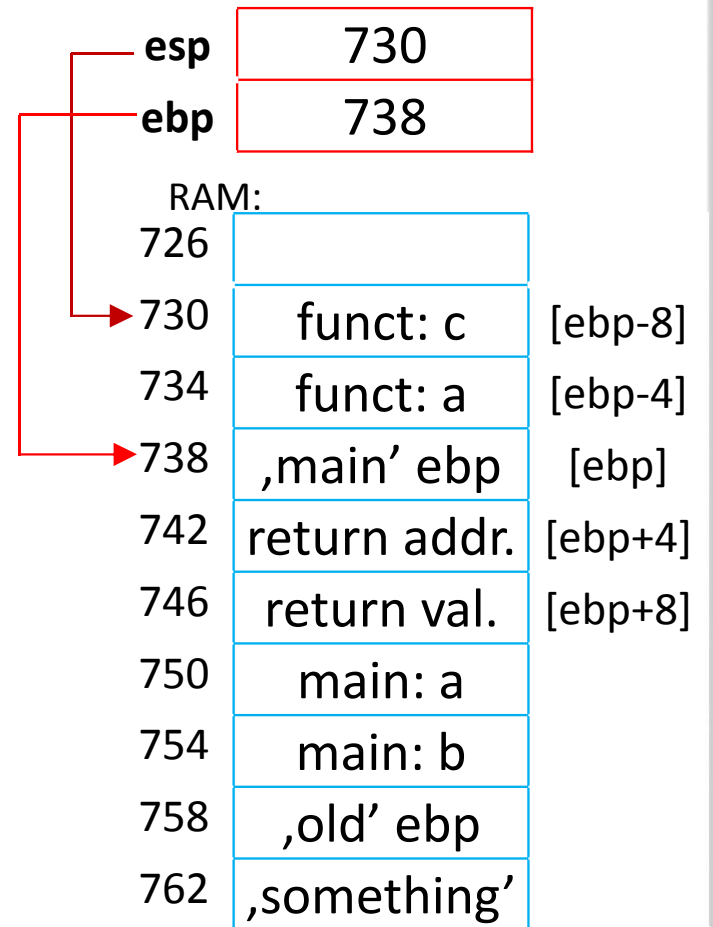 esp 730
ebp 738
RAM:
726
730 funct: c [ebp-8]
734 funct: a [ebp-4]
738 ‚main’ ebp [ebp]
742 return addr. [ebp+4]
746 return val. [ebp+8]
750 main: a
754 main: b
758 ‚old’ ebp
762 ‚something’